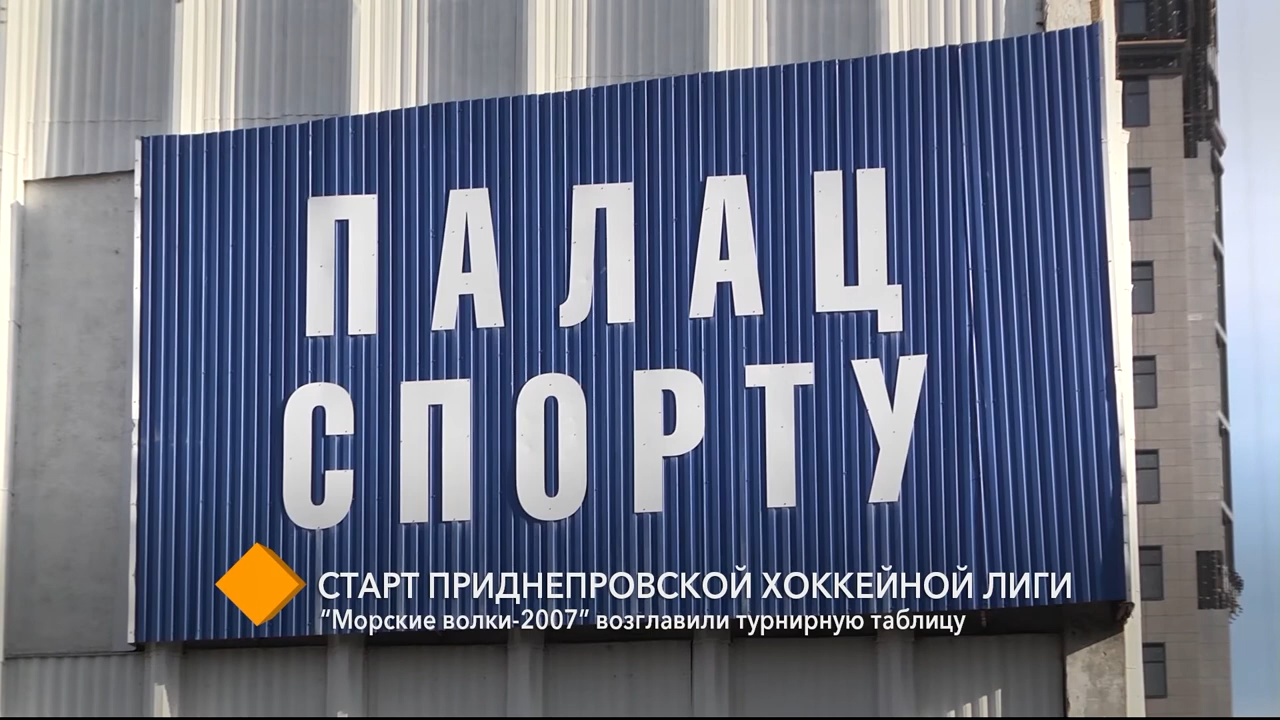 ПАЛАЦ
СПОРТУ
СТАРТ ПРИДНЕПРОВСКОЙ ХОККЕЙНОЙ ЛИГИ
“Морские волки-2007” возглавили турнирную таблицу